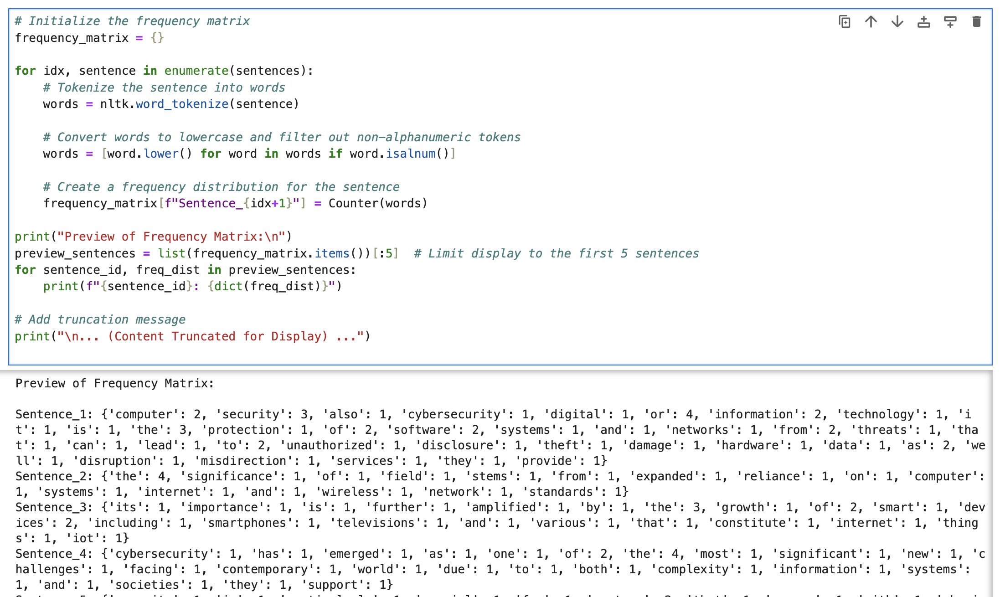 # Initialize the frequency matrix
frequency_matrix = {}
for idx, sentence in enumerate(sentences):
    # Tokenize the sentence into words
    words = nltk.word_tokenize(sentence)
    # Convert words to lowercase and filter out non-alphanumeric tokens
    words = [word.lower() for word in words if word.isalnum()]
    # Create a frequency distribution for the sentence
    frequency_matrix[f"Sentence_{idx+1}"] = Counter(words)
print("Preview of Frequency Matrix:\n")
preview_sentences = list(frequency_matrix.items())[:5]  # Limit display to the first 5 sentences
for sentence_id, freq_dist in preview_sentences:
    print(f"{sentence_id}: {dict(freq_dist)}")
# Add truncation message
print("\n... (Content Truncated for Display) ...")
Preview of Frequency Matrix:
Sentence_1: {'computer': 2, 'security': 3, 'also': 1, 'cybersecurity': 1, 'digital': 1, 'or': 4, 'information': 2, 'technology': 1, 'i
t': 1, 'is': 1, 'the': 3, 'protection': 1, 'of': 2, 'software': 2, 'systems': 1, 'and': 1, 'networks': 1, 'from': 2, 'threats': 1, 'tha
t': 1, 'can': 1, 'lead': 1, 'to': 2, 'unauthorized': 1, 'disclosure': 1, 'theft': 1, 'damage': 1, 'hardware': 1, 'data': 1, 'as': 2, 'we
ll': 1, 'disruption': 1, 'misdirection': 1, 'services': 1, 'they': 1, 'provide': 1}
Sentence_2: {'the': 4, 'significance': 1, 'of': 1, 'field': 1, 'stems': 1, 'from': 1, 'expanded': 1, 'reliance': 1, 'on': 1, 'computer':
1, 'systems': 1, 'internet': 1, 'and': 1, 'wireless': 1, 'network': 1, 'standards': 1}
Sentence_3: {'its': 1, 'importance': 1, 'is': 1, 'further': 1, 'amplified': 1, 'by': 1, 'the': 3, 'growth': 1, 'of': 2, 'smart': 1, 'dev
ices': 2, 'including': 1, 'smartphones': 1, 'televisions': 1, 'and': 1, 'various': 1, 'that': 1, 'constitute': 1, 'internet': 1, 'thing
s': 1, 'iot': 1}
Sentence_4: {'cybersecurity': 1, 'has': 1, 'emerged': 1, 'as': 1, 'one': 1, 'of': 2, 'the': 4, 'most': 1, 'significant': 1, 'new': 1, 'c
hallenges': 1, 'facing': 1, 'contemporary': 1, 'world': 1, 'due': 1, 'to': 1, 'both': 1, 'complexity': 1, 'information': 1, 'systems':
1, 'and': 1, 'societies': 1, 'they': 1, 'support': 1}